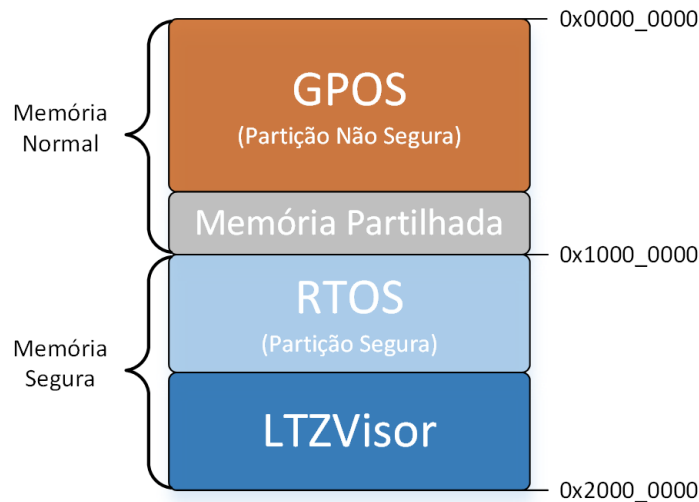 0x0000_0000
GPOS
(Partição Não Segura)
Memória
Normal
Memória Partilhada
0x1000_0000
RTOS
(Partição Segura)
Memória
Segura
LTZVisor
0x2000_0000